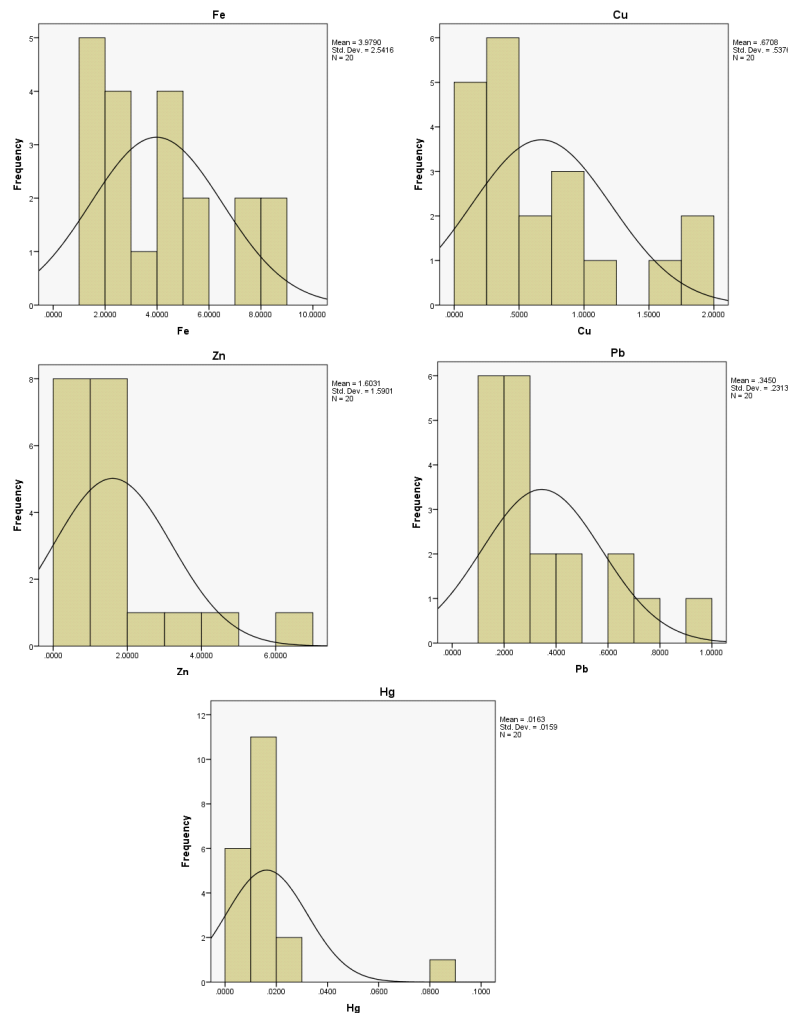 Fe
Mean = 3.9790
Std. Dev. = 2.5416
N = 20
Frequency
5
4
3
2
1
0
.0000 2.0000 4.0000 6.0000 8.0000 10.0000
Fe
Cu
Mean = .6708
Std. Dev. = .5376
N = 20
Frequency
6
5
4
3
2
1
0
.0000 .5000 1.0000 1.5000 2.0000
Cu
Zn
Mean = 1.6031
Std. Dev. = 1.5901
N = 20
Frequency
8
6
4
2
0
.0000 2.0000 4.0000 6.0000
Zn
Pb
Mean = .3450
Std. Dev. = .2313
N = 20
Frequency
6
5
4
3
2
1
0
.0000 .2000 .4000 .6000 .8000 1.0000
Pb
Hg
Mean = .0163
Std. Dev. = .0159
N = 20
Frequency
12
10
8
6
4
2
0
.0000 .0200 .0400 .0600 .0800 .1000
Hg